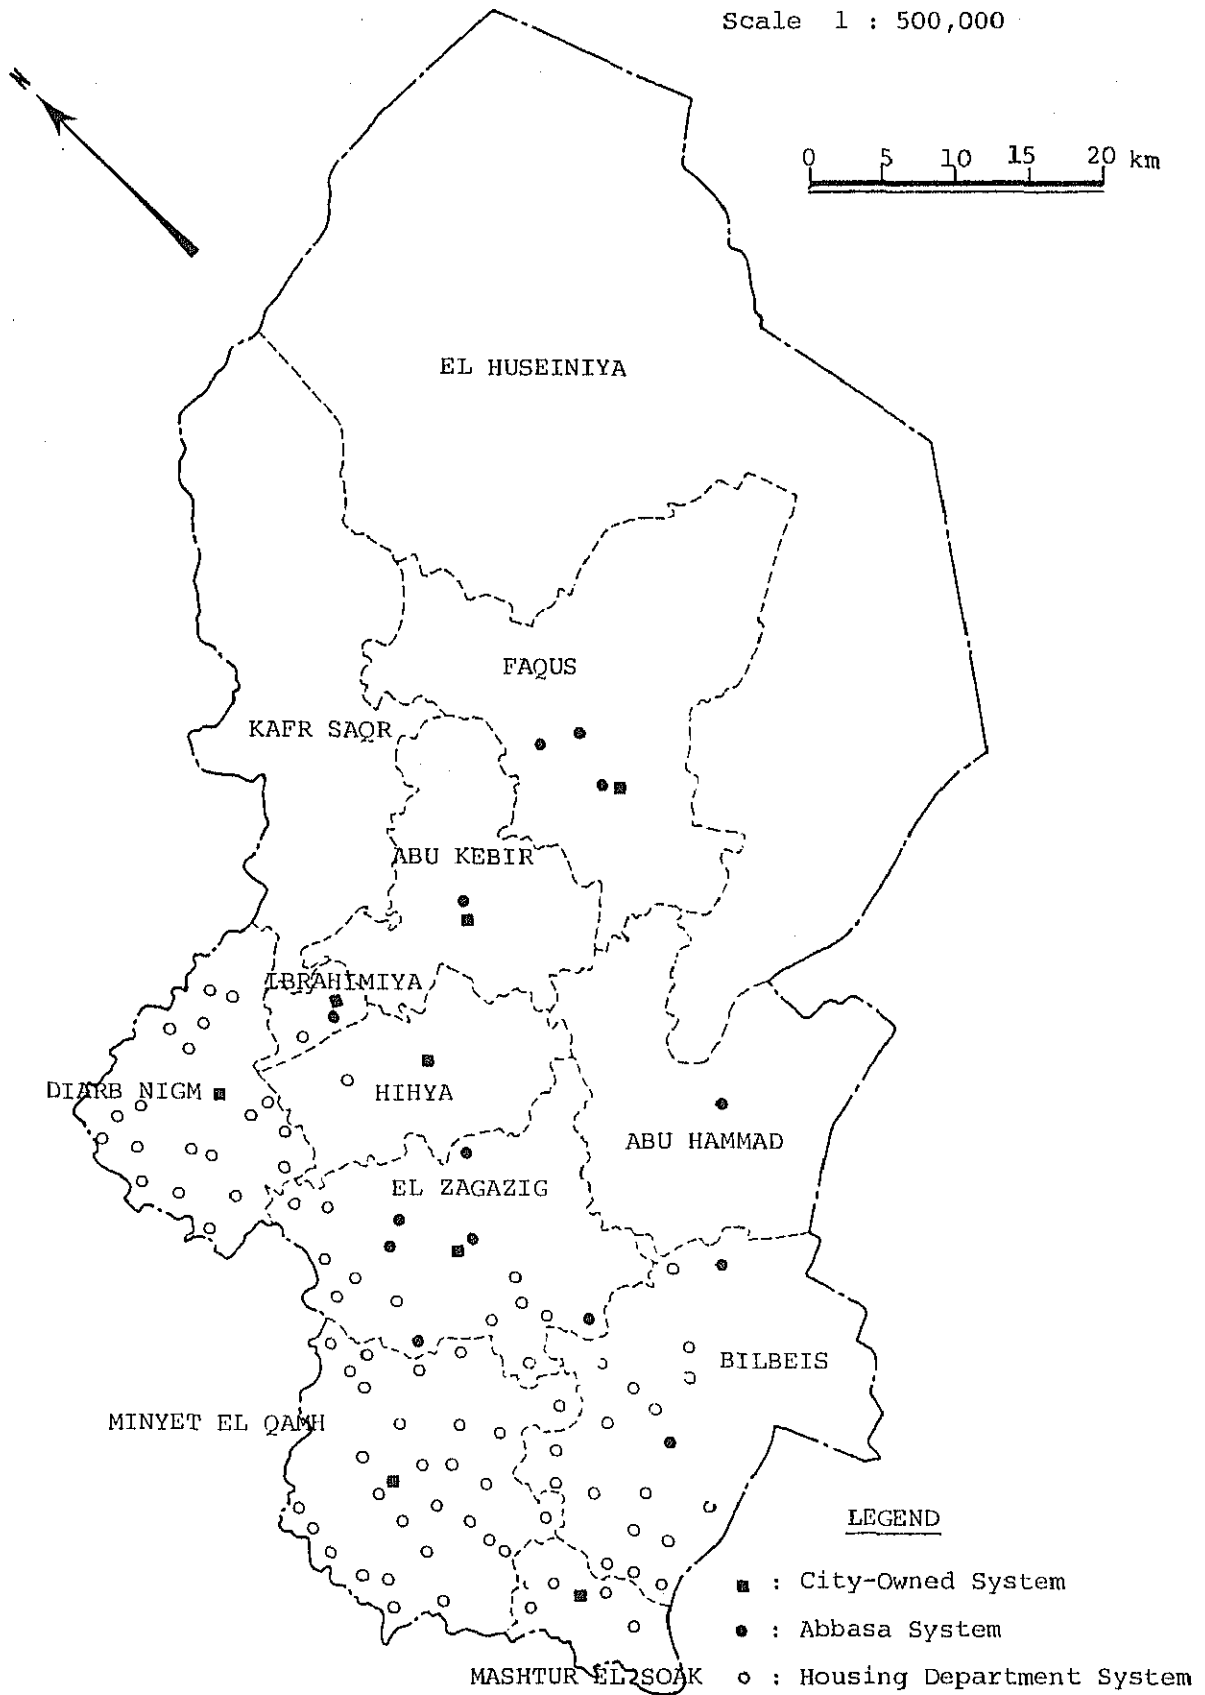 Scale 1 : 500,000
N
0 5 10 15 20 km
EL HUSEINIYA
FAQUS
KAFR SAQR
ABU KEBIR
IBRAHIMIYA
DIARB NIGM
HIHYA
ABU HAMMAD
EL ZAGAZIG
BILBEIS
MINYET EL QAMH
LEGEND
■ : City-Owned System
● : Abbasa System
MASHTUR EL SOAK
○ : Housing Department System